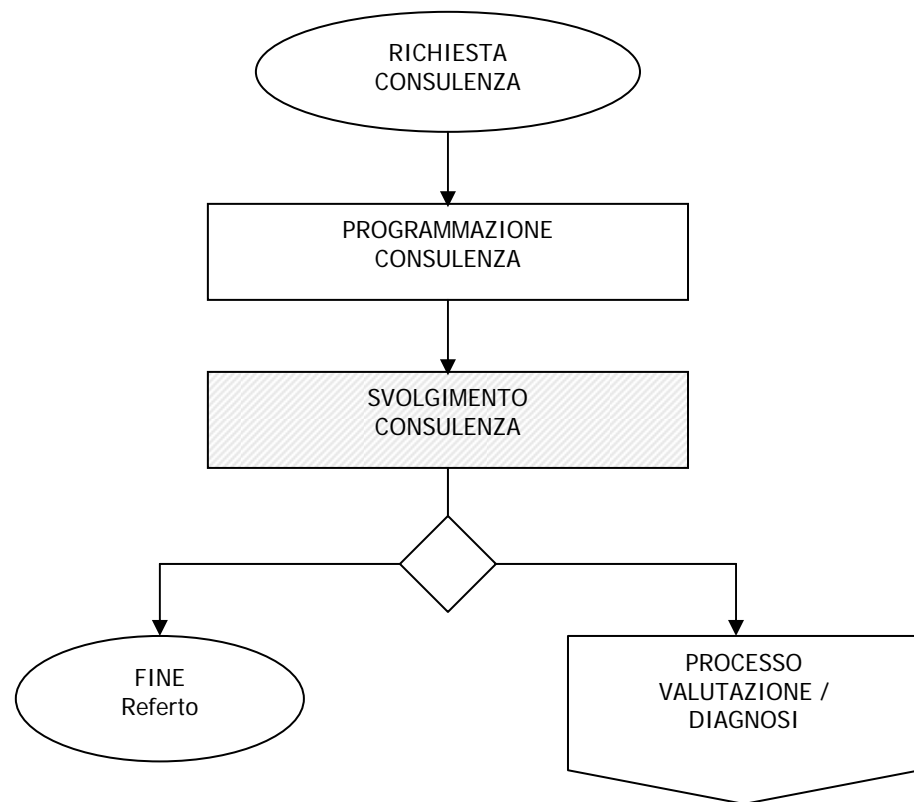 RICHIESTA
CONSULENZA
PROGRAMMAZIONE
CONSULENZA
SVOLGIMENTO
CONSULENZA
FINE
Referto
PROCESSO
VALUTAZIONE /
DIAGNOSI